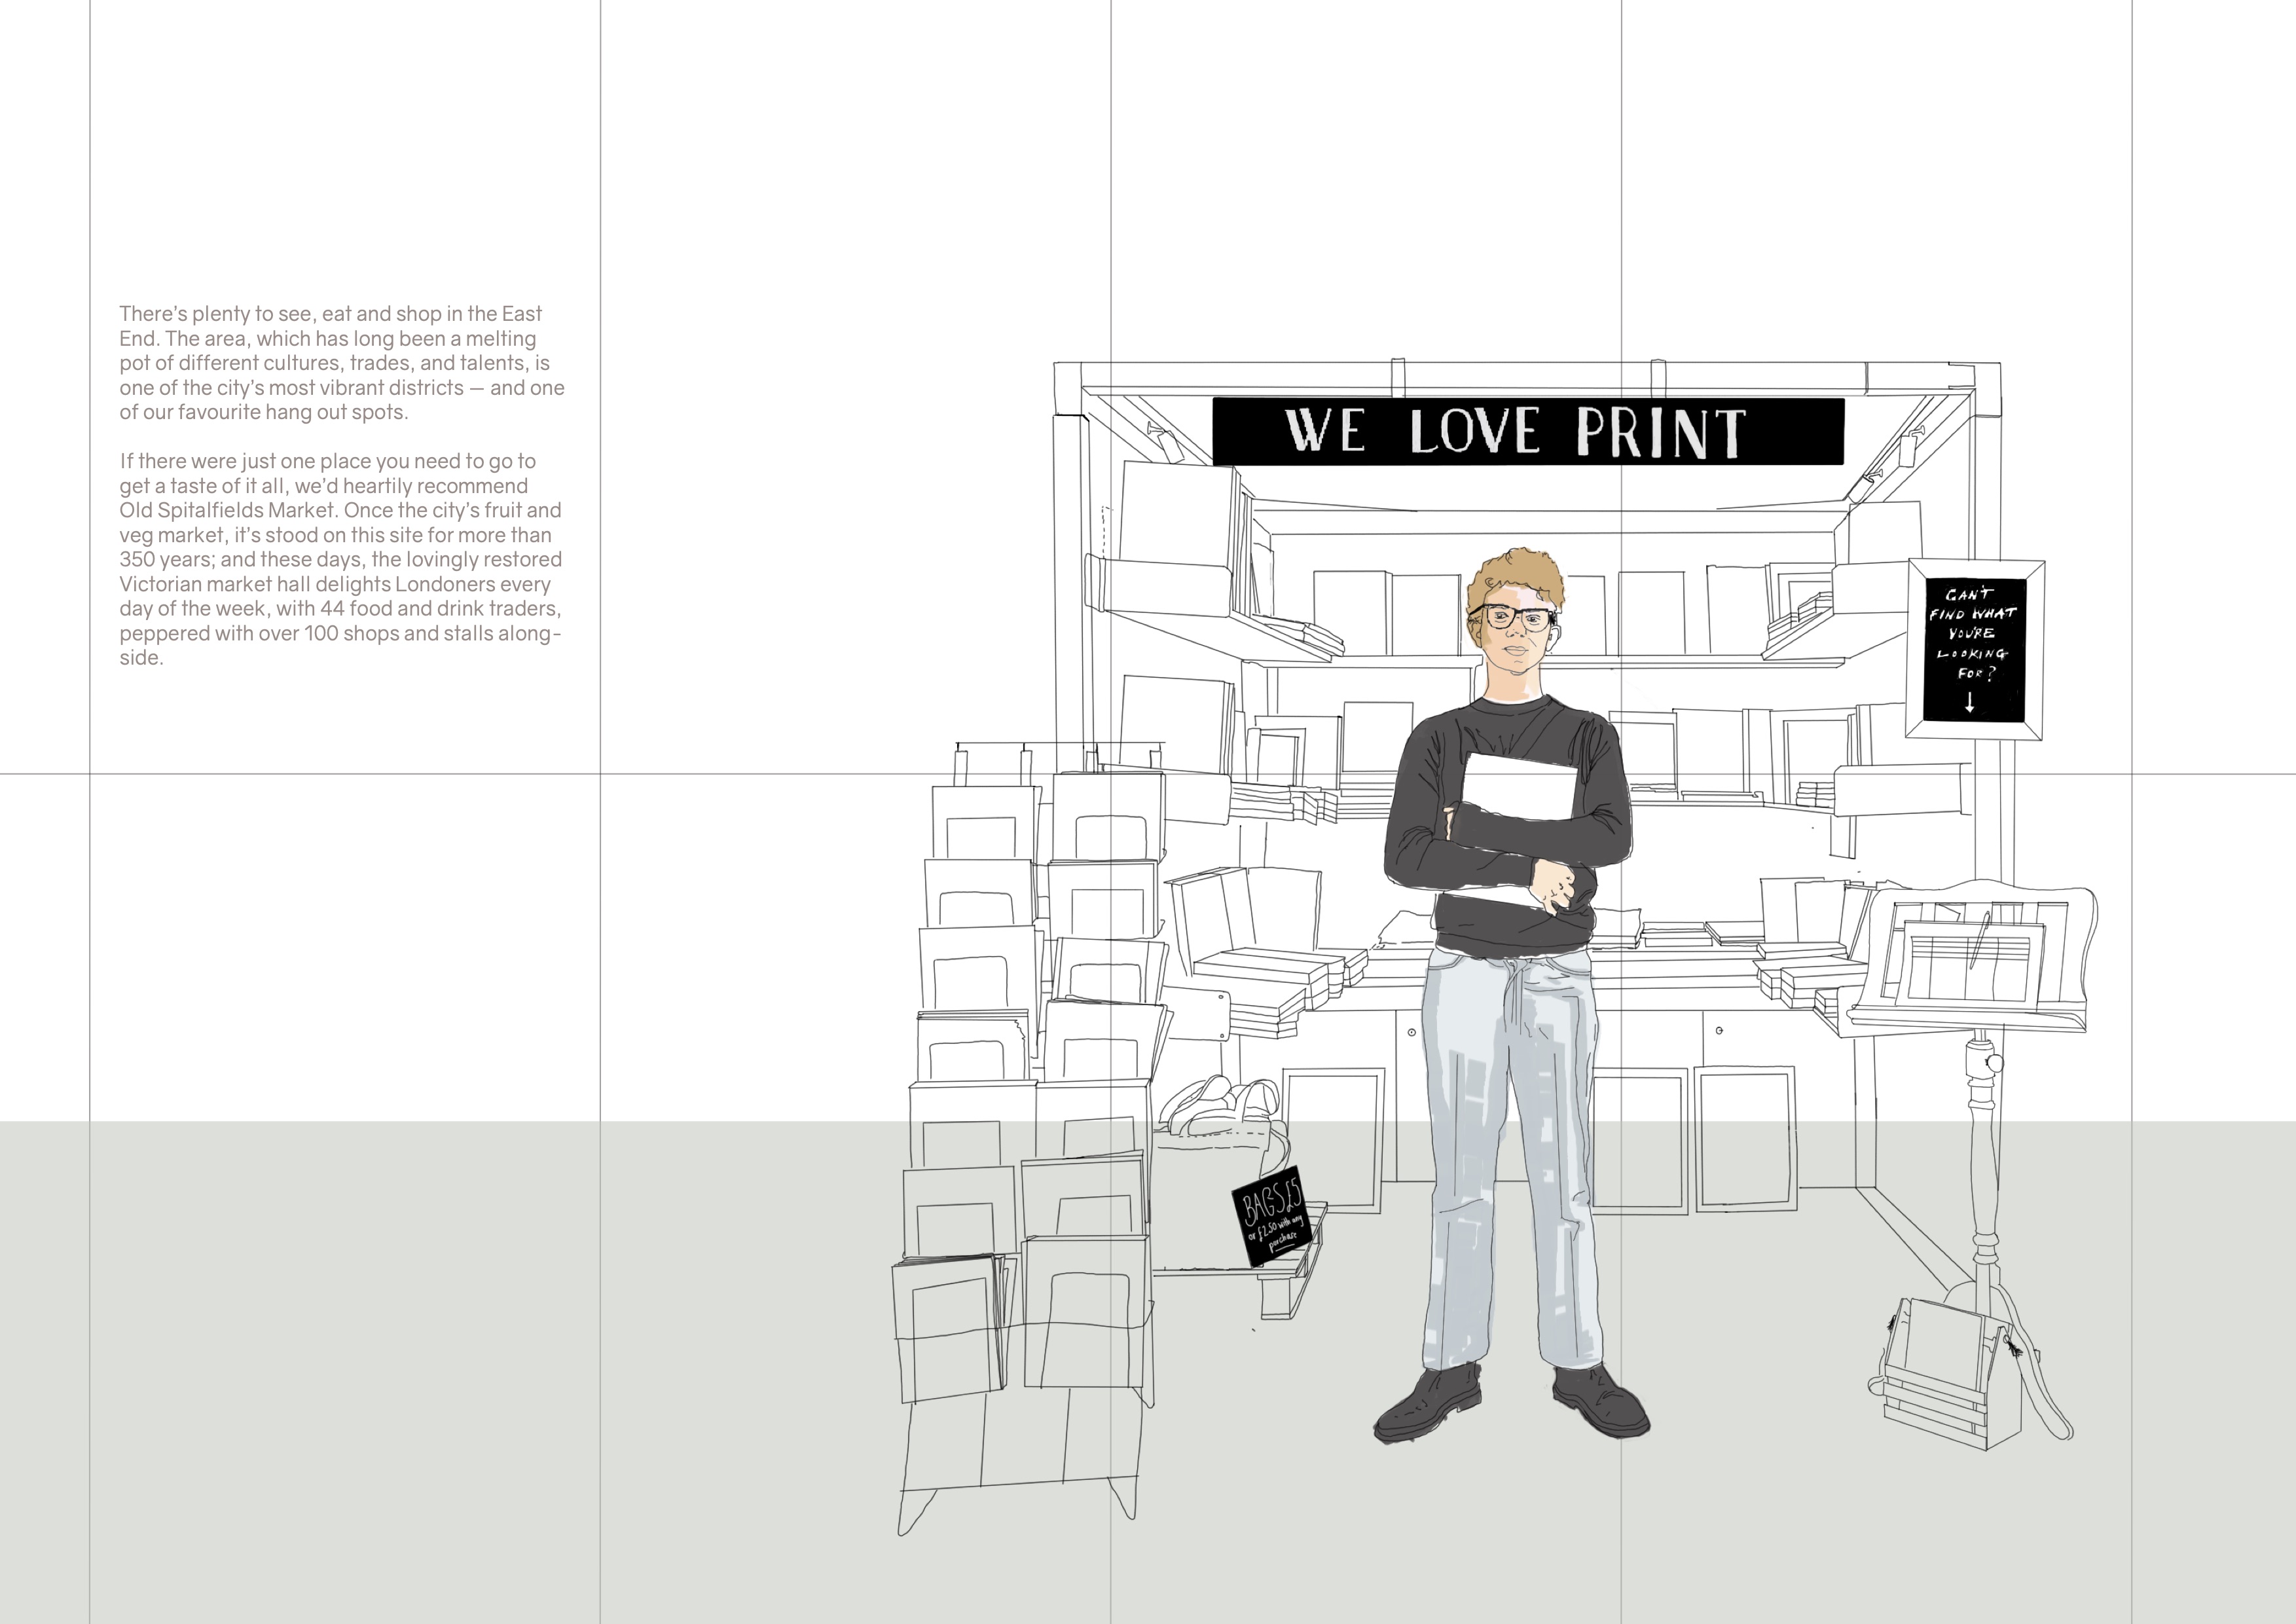 There's plenty to see, eat and shop in the East
End. The area, which has long been a melting
pot of different cultures, trades, and talents, is
one of the city's most vibrant districts — and one
of our favourite hang out spots.
If there were just one place you need to go to
get a taste of it all, we'd heartily recommend
Old Spitalfields Market. Once the city's fruit and
veg market, it's stood on this site for more than
350 years; and these days, the lovingly restored
Victorian market hall delights Londoners every
day of the week, with 44 food and drink traders,
peppered with over 100 shops and stalls along-
side.
WE LOVE PRINT
CAN'T
FIND WHAT
YOU'RE
LOOKING
FOR?
↓
BAGS £5
or £2.50 with any
purchase